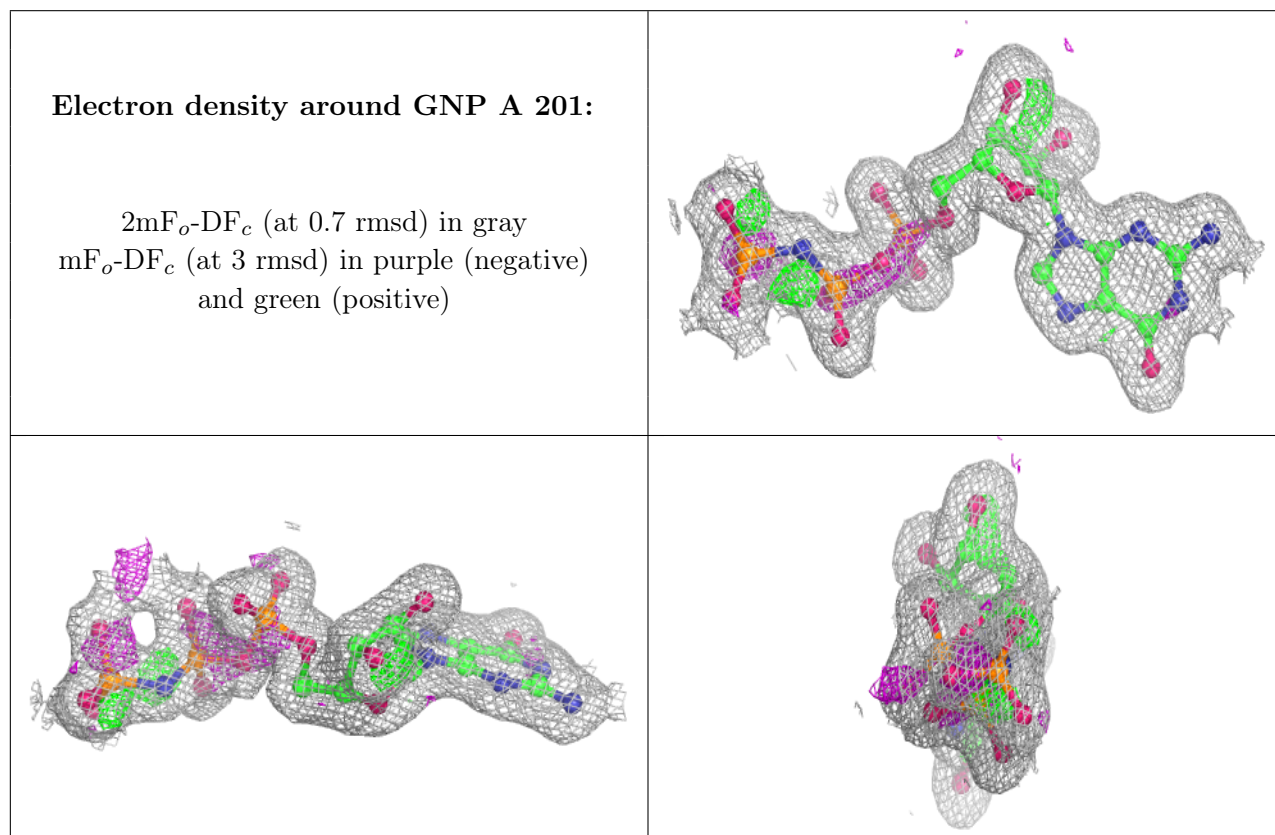 Electron density around GNP A 201:
2mFo-DFc (at 0.7 rmsd) in gray
mFo-DFc (at 3 rmsd) in purple (negative)
and green (positive)